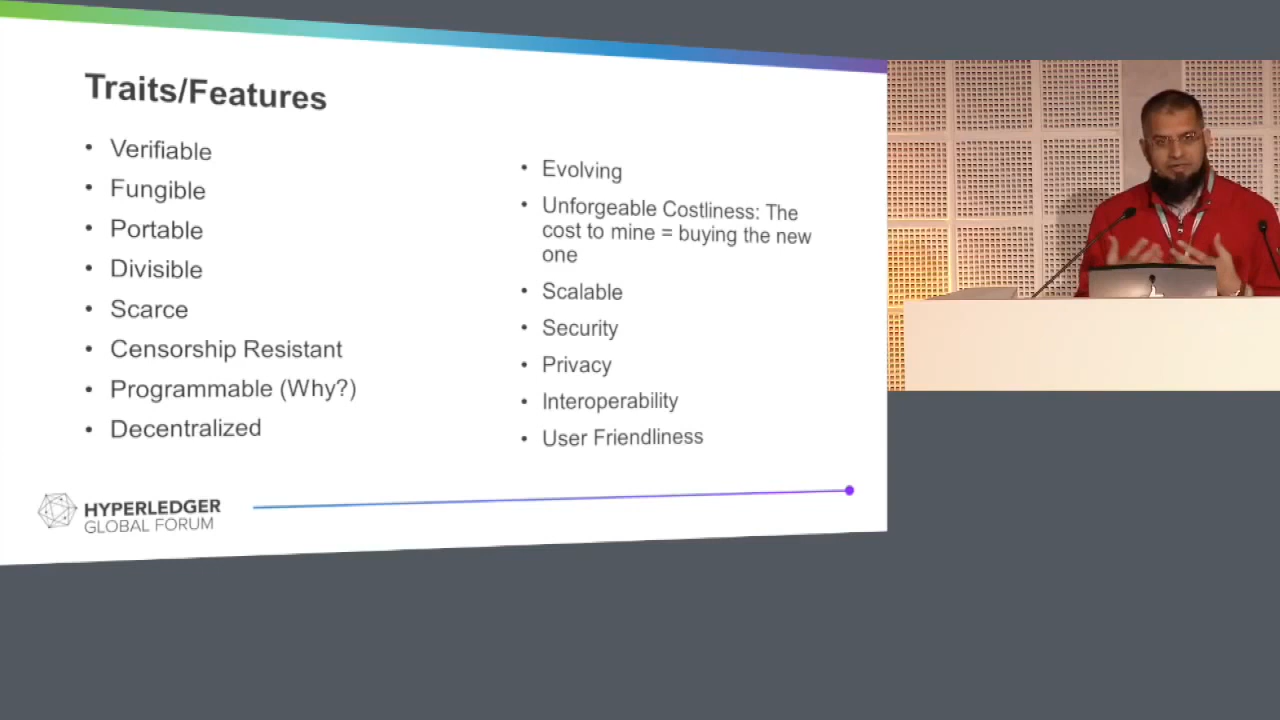 Traits/Features
• Verifiable
• Fungible
• Portable
• Divisible
• Scarce
• Censorship Resistant
• Programmable (Why?)
• Decentralized
• Evolving
• Unforgeable Costliness: The
cost to mine = buying the new
one
• Scalable
• Security
• Privacy
• Interoperability
• User Friendliness
HYPERLEDGER
GLOBAL FORUM